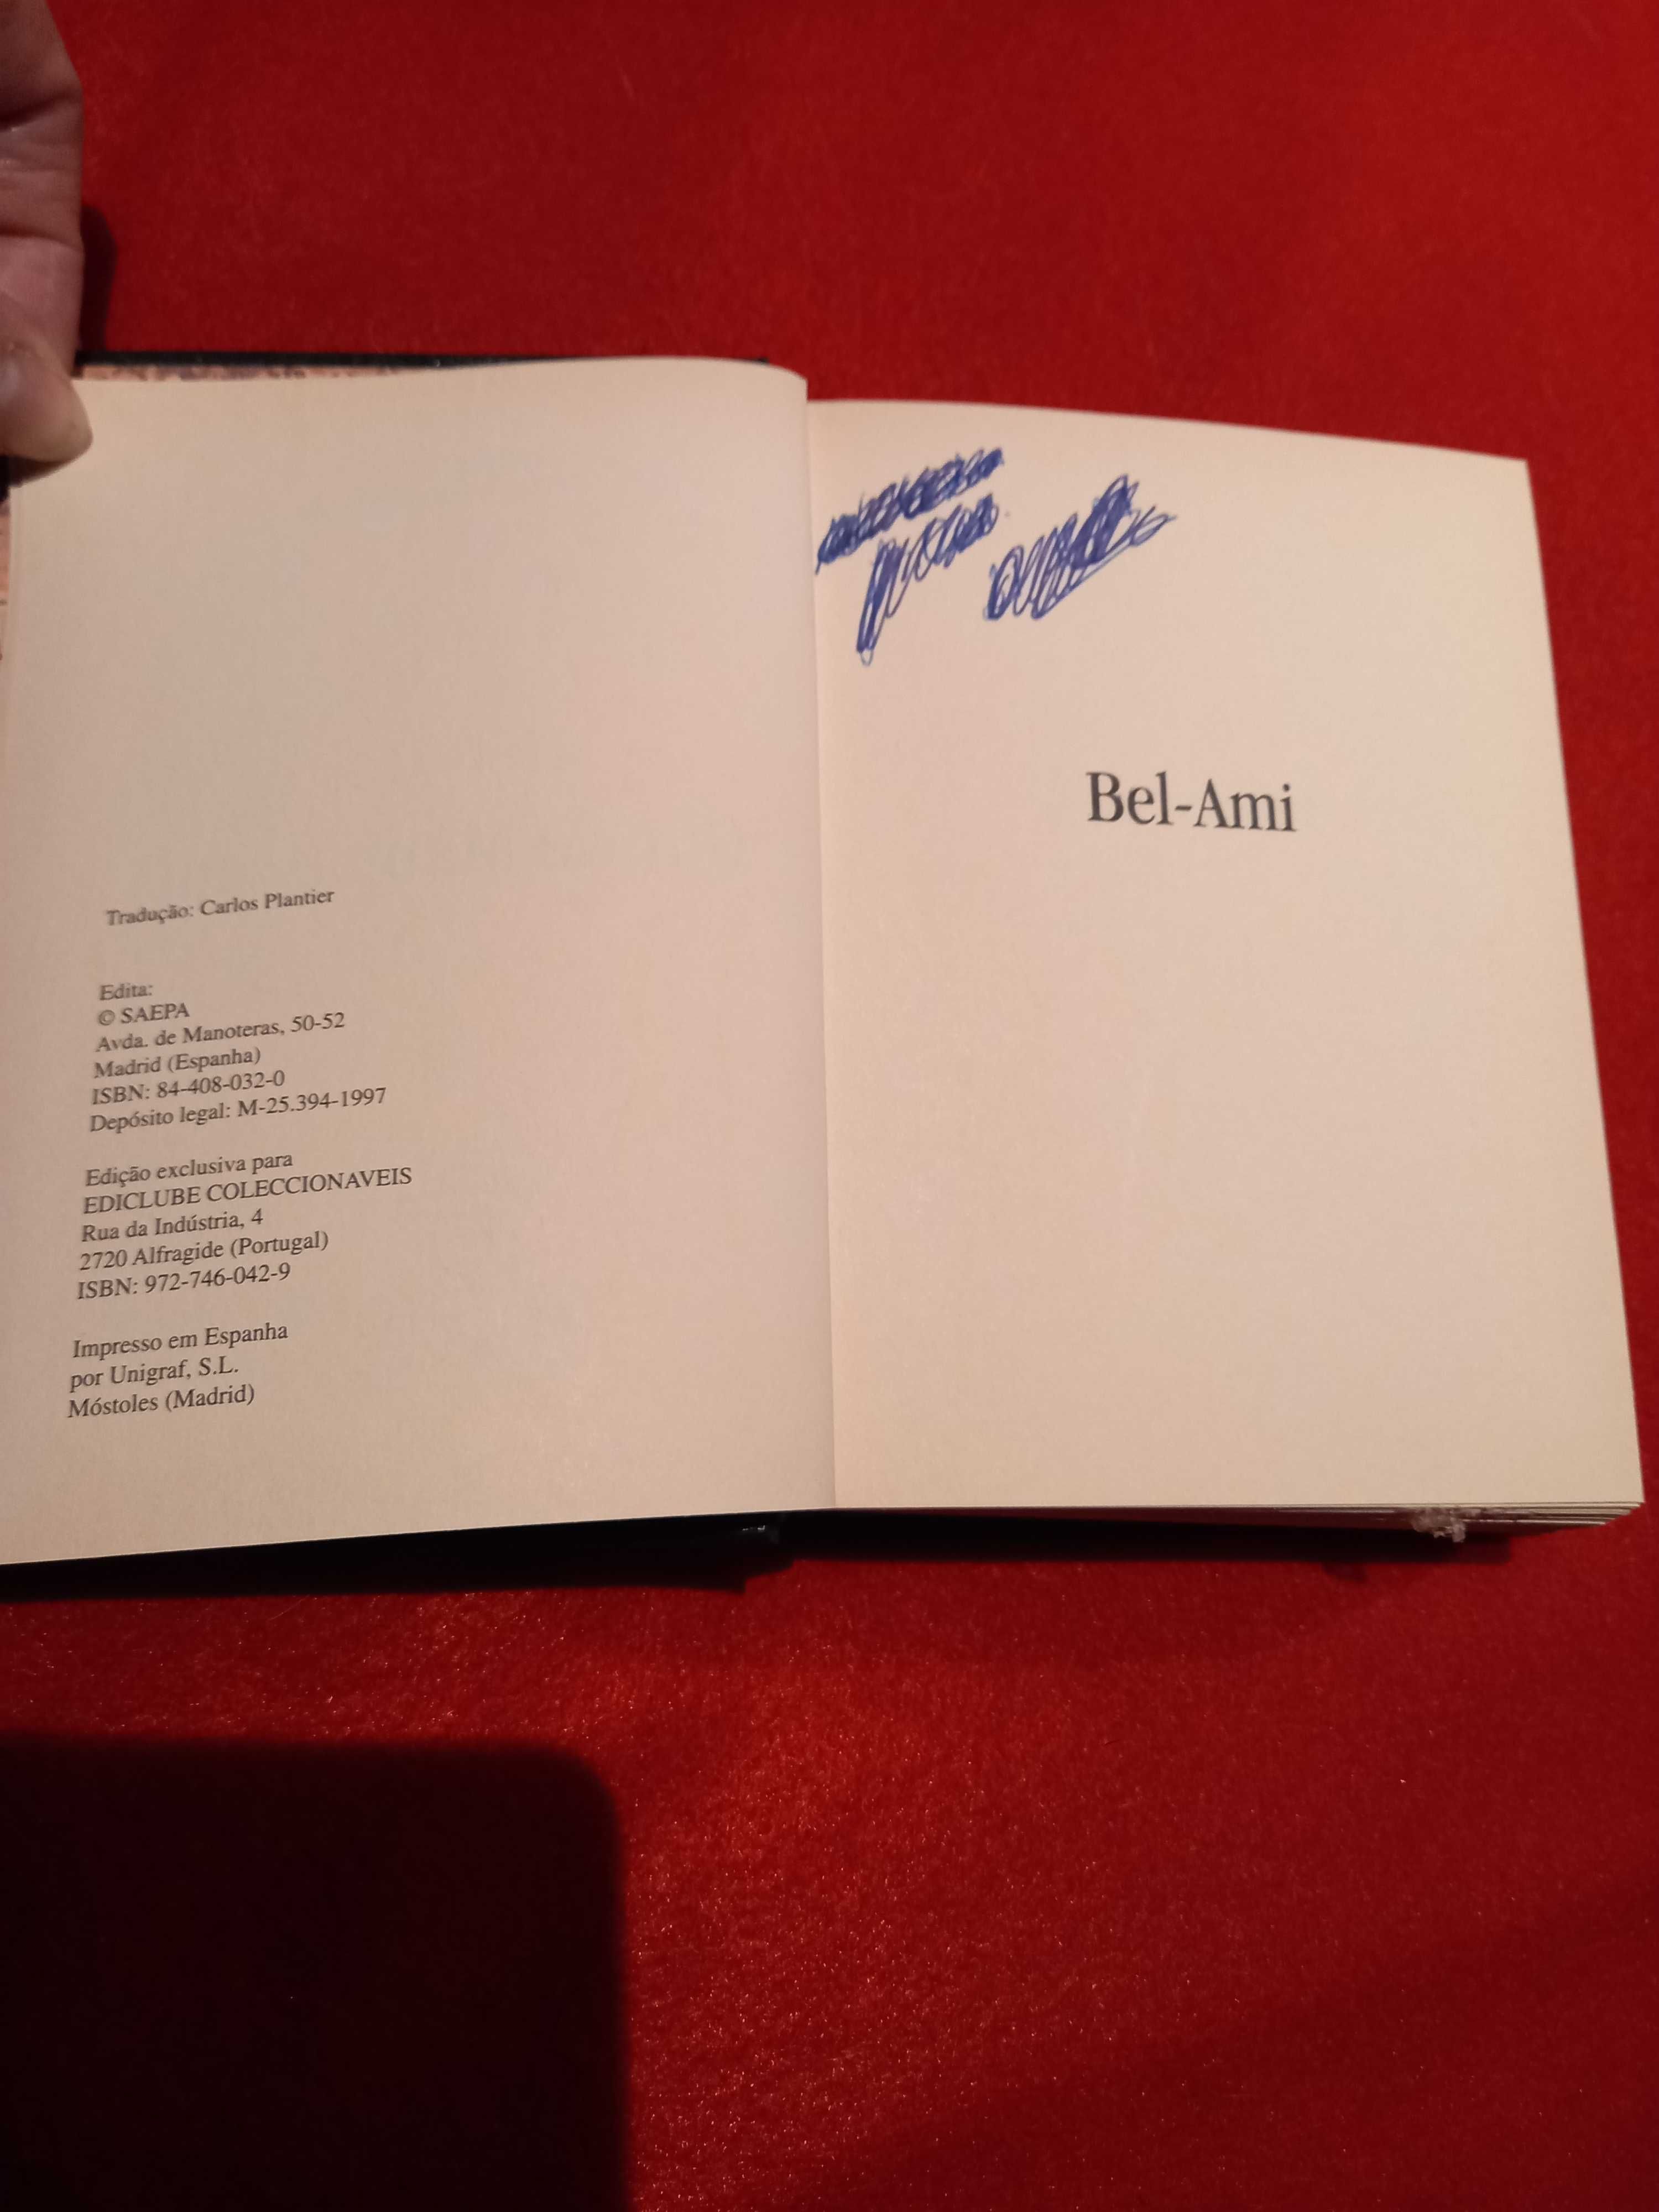 Tradução: Carlos Plantier
Edita:
© SAEPA
Avda. de Manoteras, 50-52
Madrid (Espanha)
ISBN: 84-408-032-0
Depósito legal: M-25.394-1997
Edição exclusiva para
EDICLUBE COLECCIONAVEIS
Rua da Indústria, 4
2720 Alfragide (Portugal)
ISBN: 972-746-042-9
Impresso em Espanha
por Unigraf, S.L.
Móstoles (Madrid)
Bel-Ami